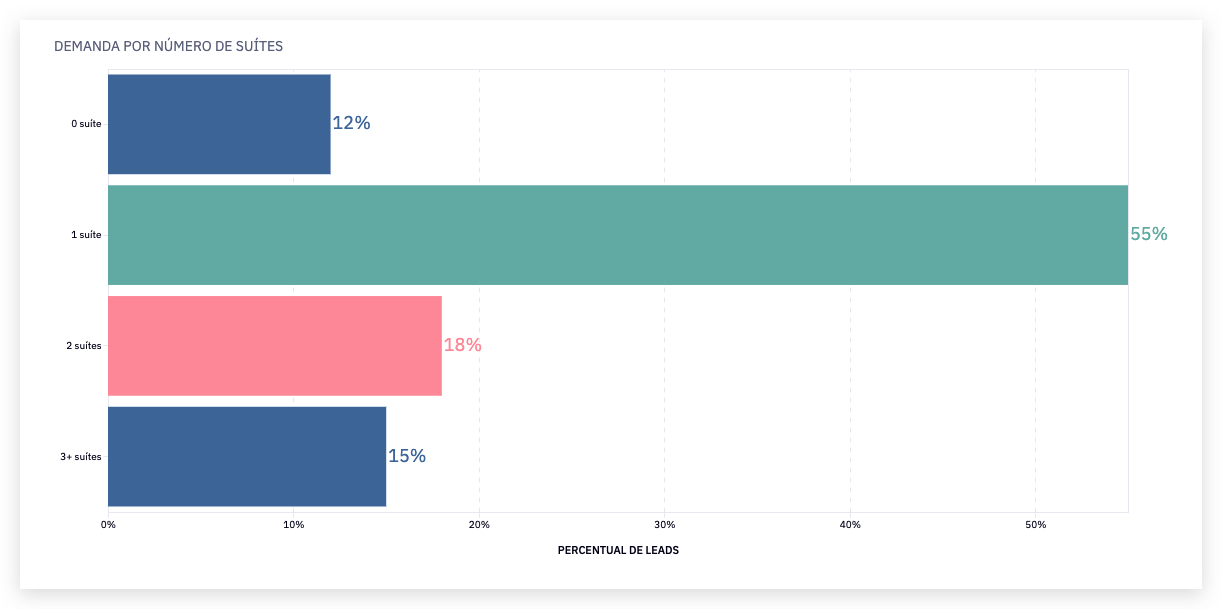 DEMANDA POR NÚMERO DE SUÍTES
0 suíte
12%
1 suíte
55%
2 suítes
18%
3+ suítes
15%
0% 10% 20% 30% 40% 50%
PERCENTUAL DE LEADS